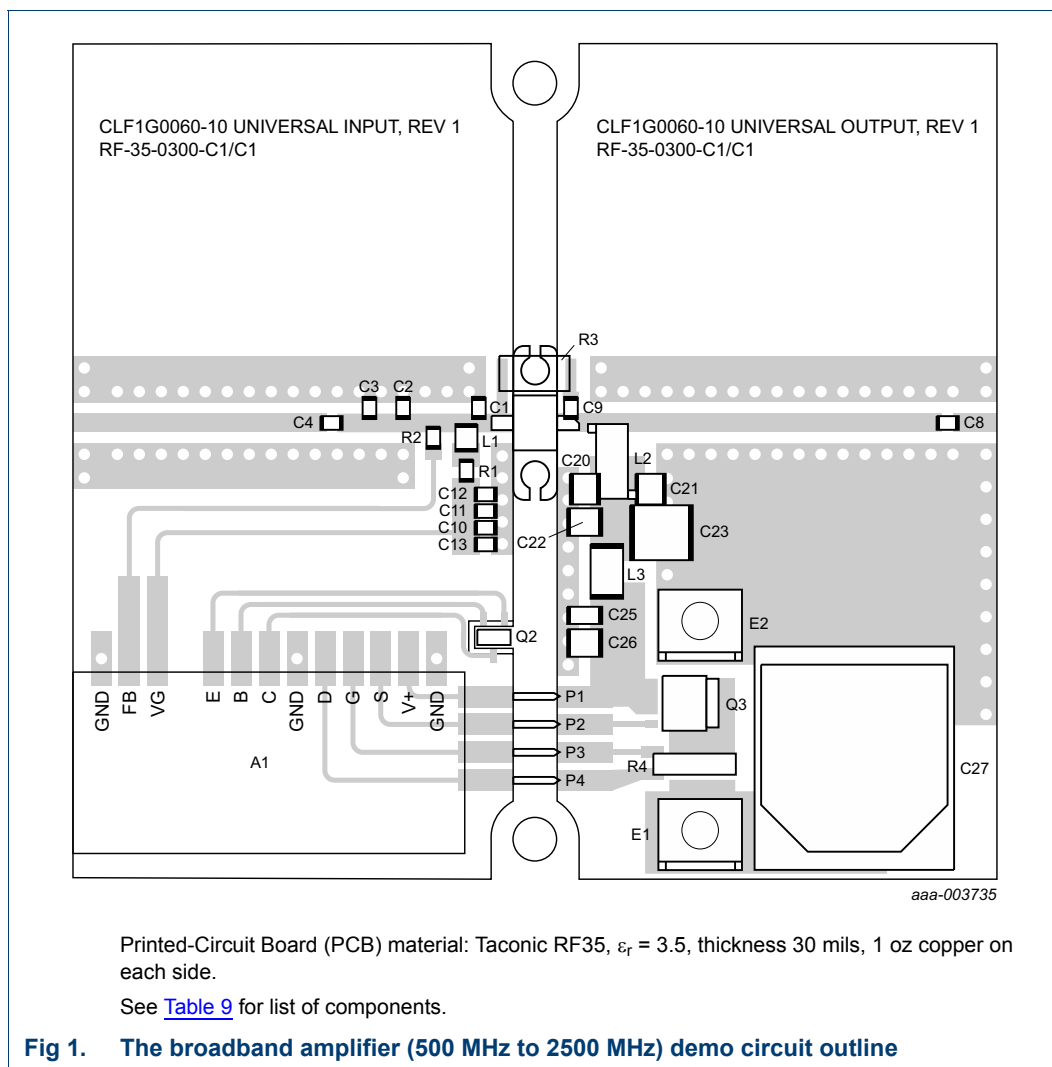 CLF1G0060-10 UNIVERSAL INPUT, REV 1
RF-35-0300-C1/C1
CLF1G0060-10 UNIVERSAL OUTPUT, REV 1
RF-35-0300-C1/C1
R3
C3
C2
C1
C9
C4
C8
R2
L1
R1
C20
L2
C12
C11
C10
C13
C21
C22
C23
L3
C25
C26
E2
Q2
GND
FB
VG
E
B
C
GND
D
G
S
V+
GND
P1
P2
P3
P4
Q3
R4
A1
C27
E1
aaa-003735
Printed-Circuit Board (PCB) material: Taconic RF35, εr = 3.5, thickness 30 mils, 1 oz copper on
each side.
See Table 9 for list of components.
Fig 1. The broadband amplifier (500 MHz to 2500 MHz) demo circuit outline